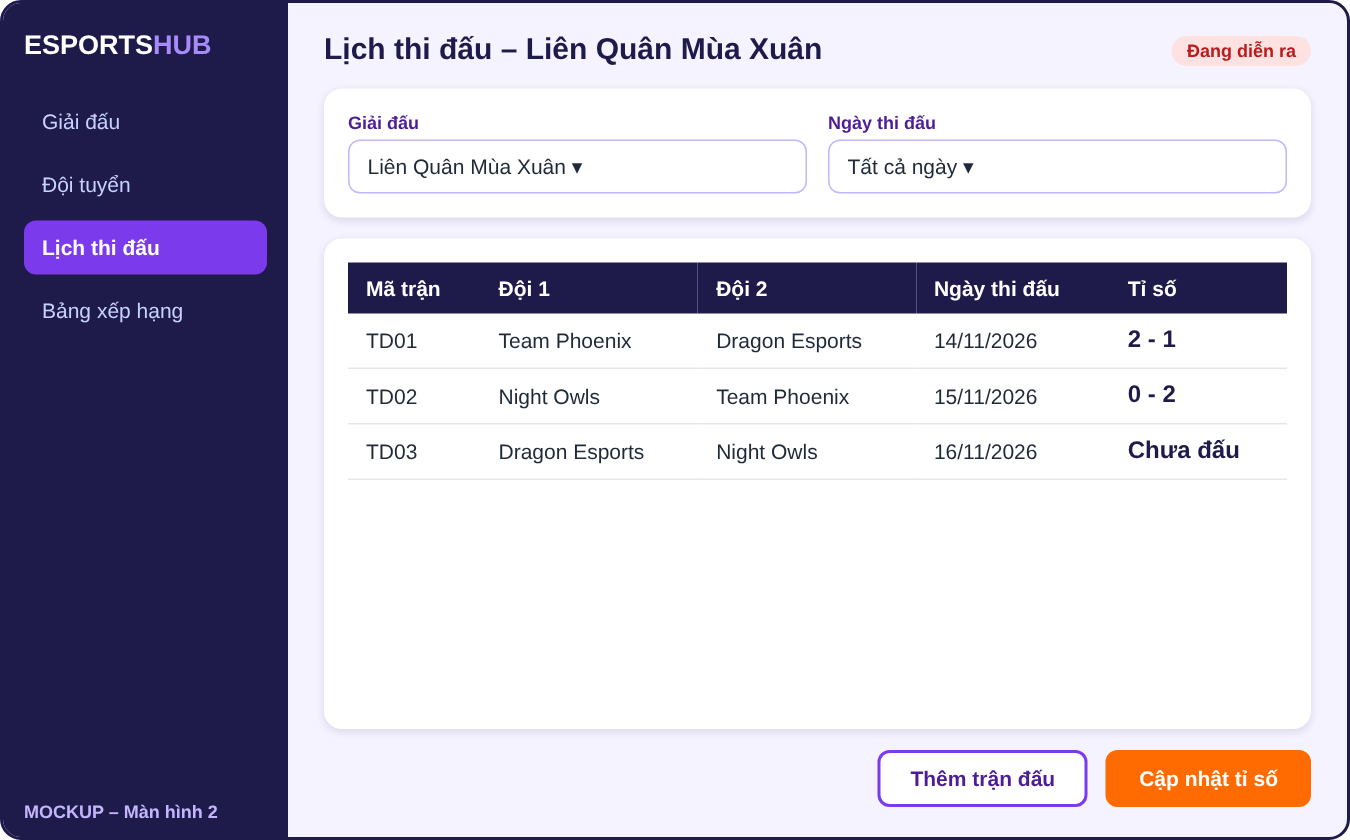 ESPORTSHUB
Giải đấu
Đội tuyển
Lịch thi đấu
Bảng xếp hạng
MOCKUP – Màn hình 2
Lịch thi đấu – Liên Quân Mùa Xuân
Đang diễn ra
Giải đấu
Liên Quân Mùa Xuân ▾
Ngày thi đấu
Tất cả ngày ▾
Mã trận Đội 1 Đội 2 Ngày thi đấu Tỉ số
TD01 Team Phoenix Dragon Esports 14/11/2026 2 - 1
TD02 Night Owls Team Phoenix 15/11/2026 0 - 2
TD03 Dragon Esports Night Owls 16/11/2026 Chưa đấu
Thêm trận đấu
Cập nhật tỉ số